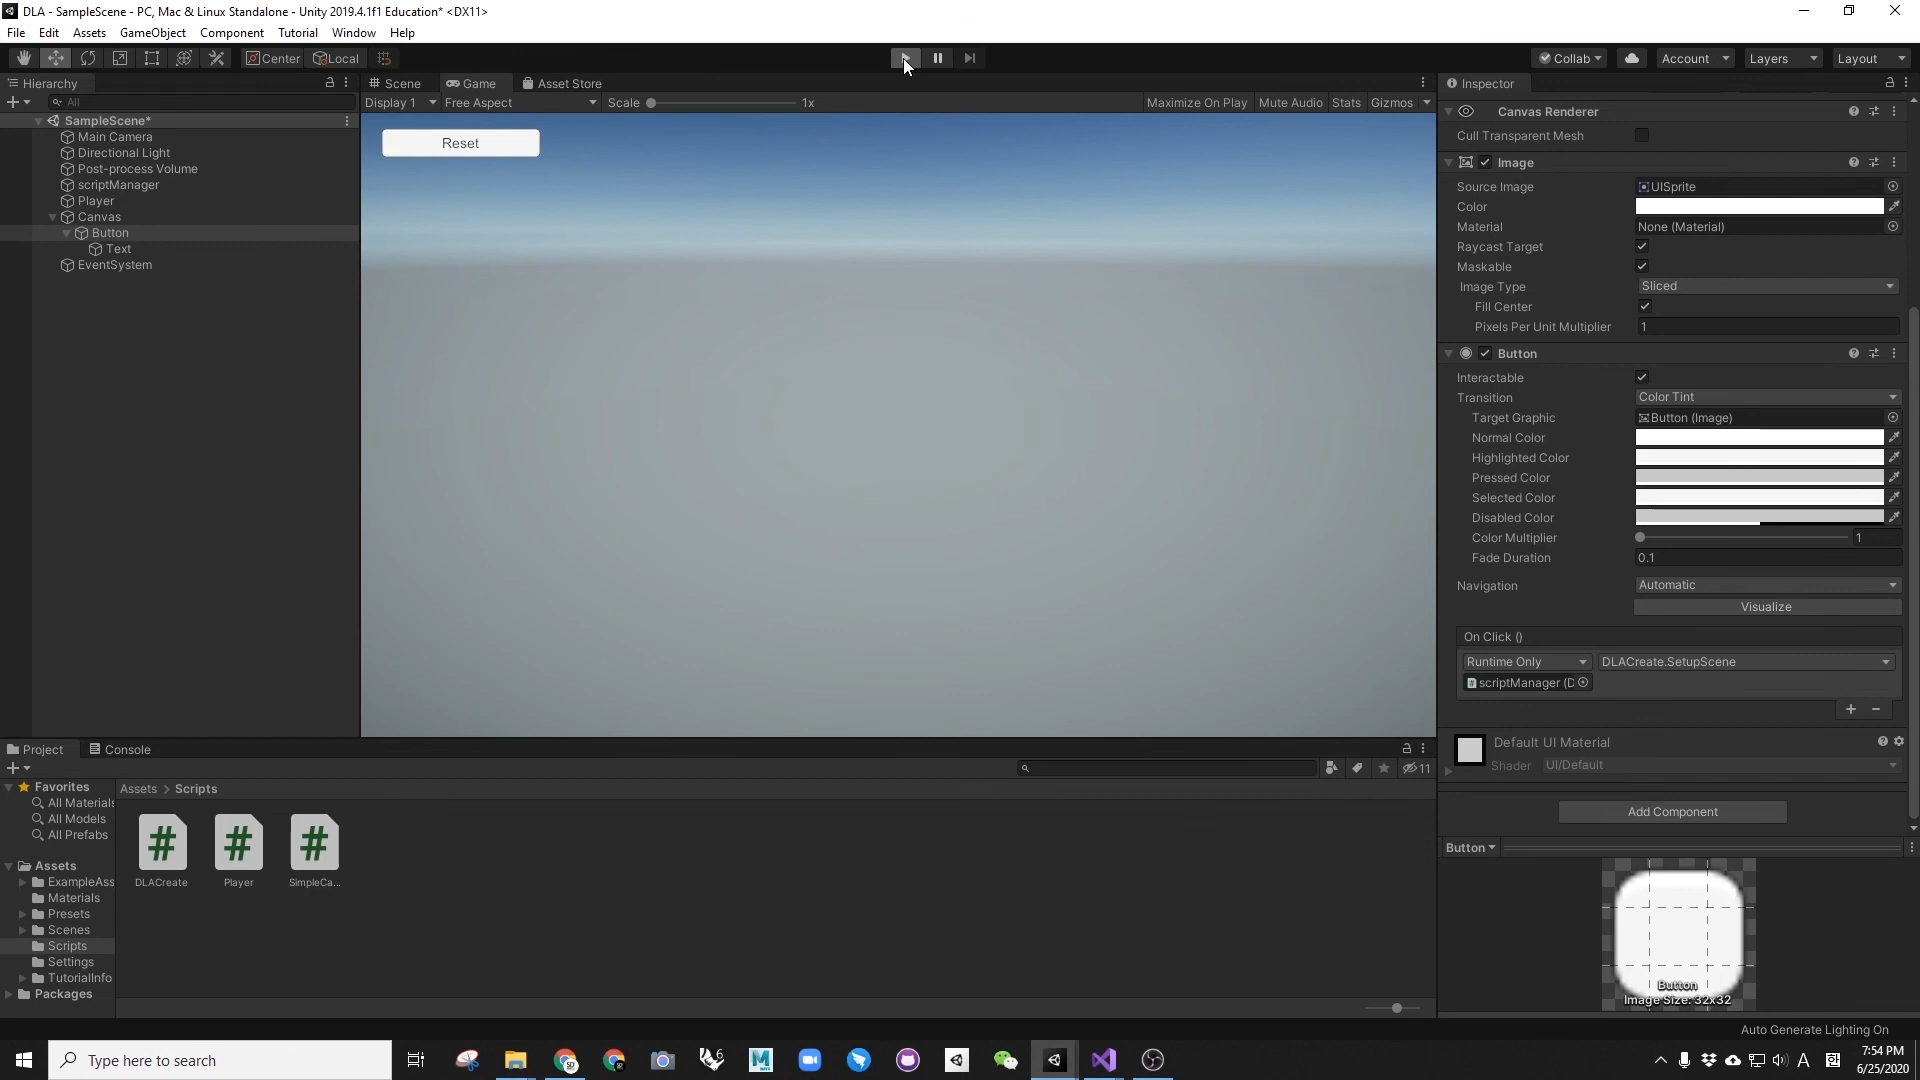 DLA - SampleScene - PC, Mac & Linux Standalone - Unity 2019.4.1f1 Education* <DX11>
File Edit Assets GameObject Component Tutorial Window Help
Center Local Collab Account Layers Layout
Hierarchy Scene Game Asset Store Inspector
All Display 1 Free Aspect Scale 1x Maximize On Play Mute Audio Stats Gizmos
SampleScene*
Main Camera
Directional Light
Post-process Volume
scriptManager
Player
Canvas
Button
Text
EventSystem
Reset
Canvas Renderer
Cull Transparent Mesh
Image
Source Image UISprite
Color
Material None (Material)
Raycast Target
Maskable
Image Type Sliced
Fill Center
Pixels Per Unit Multiplier 1
Button
Interactable
Transition Color Tint
Target Graphic Button (Image)
Normal Color
Highlighted Color
Pressed Color
Selected Color
Disabled Color
Color Multiplier 1
Fade Duration 0.1
Navigation Automatic
Visualize
On Click ()
Runtime Only DLACreate.SetupScene
scriptManager (D
Default UI Material
Shader UI/Default
Add Component
Button
Button
Image Size: 32x32
Project Console
11
Favorites
All Materials
All Models
All Prefabs
Assets
ExampleAss
Materials
Presets
Scenes
Scripts
Settings
TutorialInfo
Packages
Assets > Scripts
# # #
DLACreate Player SimpleCa...
Auto Generate Lighting On
Type here to search
A
7:54 PM
6/25/2020